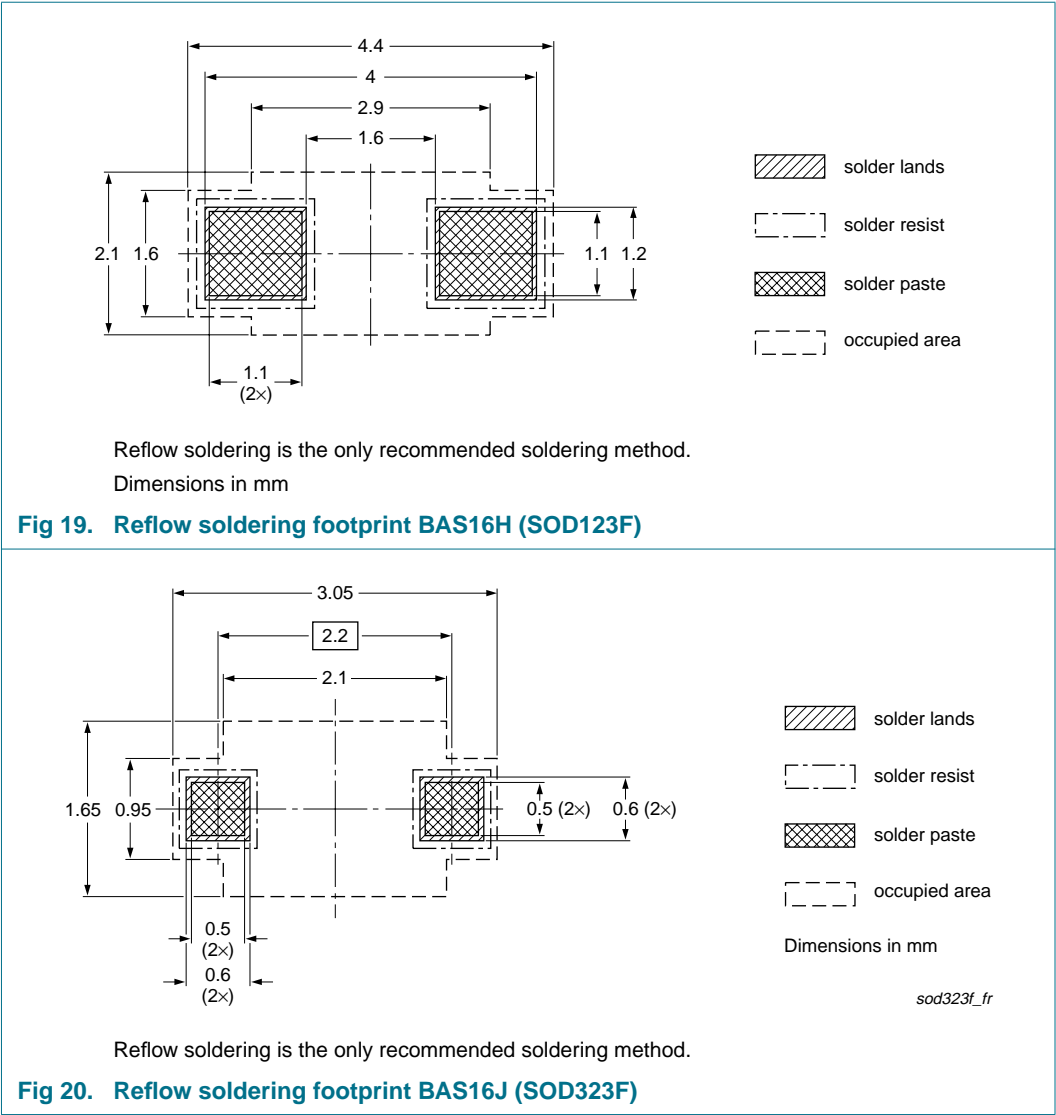 4.4
4
2.9
1.6
solder lands
solder resist
2.1 1.6 1.1 1.2
solder paste
occupied area
1.1
(2×)
Reflow soldering is the only recommended soldering method.
Dimensions in mm
Fig 19. Reflow soldering footprint BAS16H (SOD123F)
3.05
2.2
2.1
solder lands
solder resist
1.65 0.95 0.5 (2×) 0.6 (2×)
solder paste
occupied area
0.5
(2×)
Dimensions in mm
0.6
(2×)
sod323f_fr
Reflow soldering is the only recommended soldering method.
Fig 20. Reflow soldering footprint BAS16J (SOD323F)